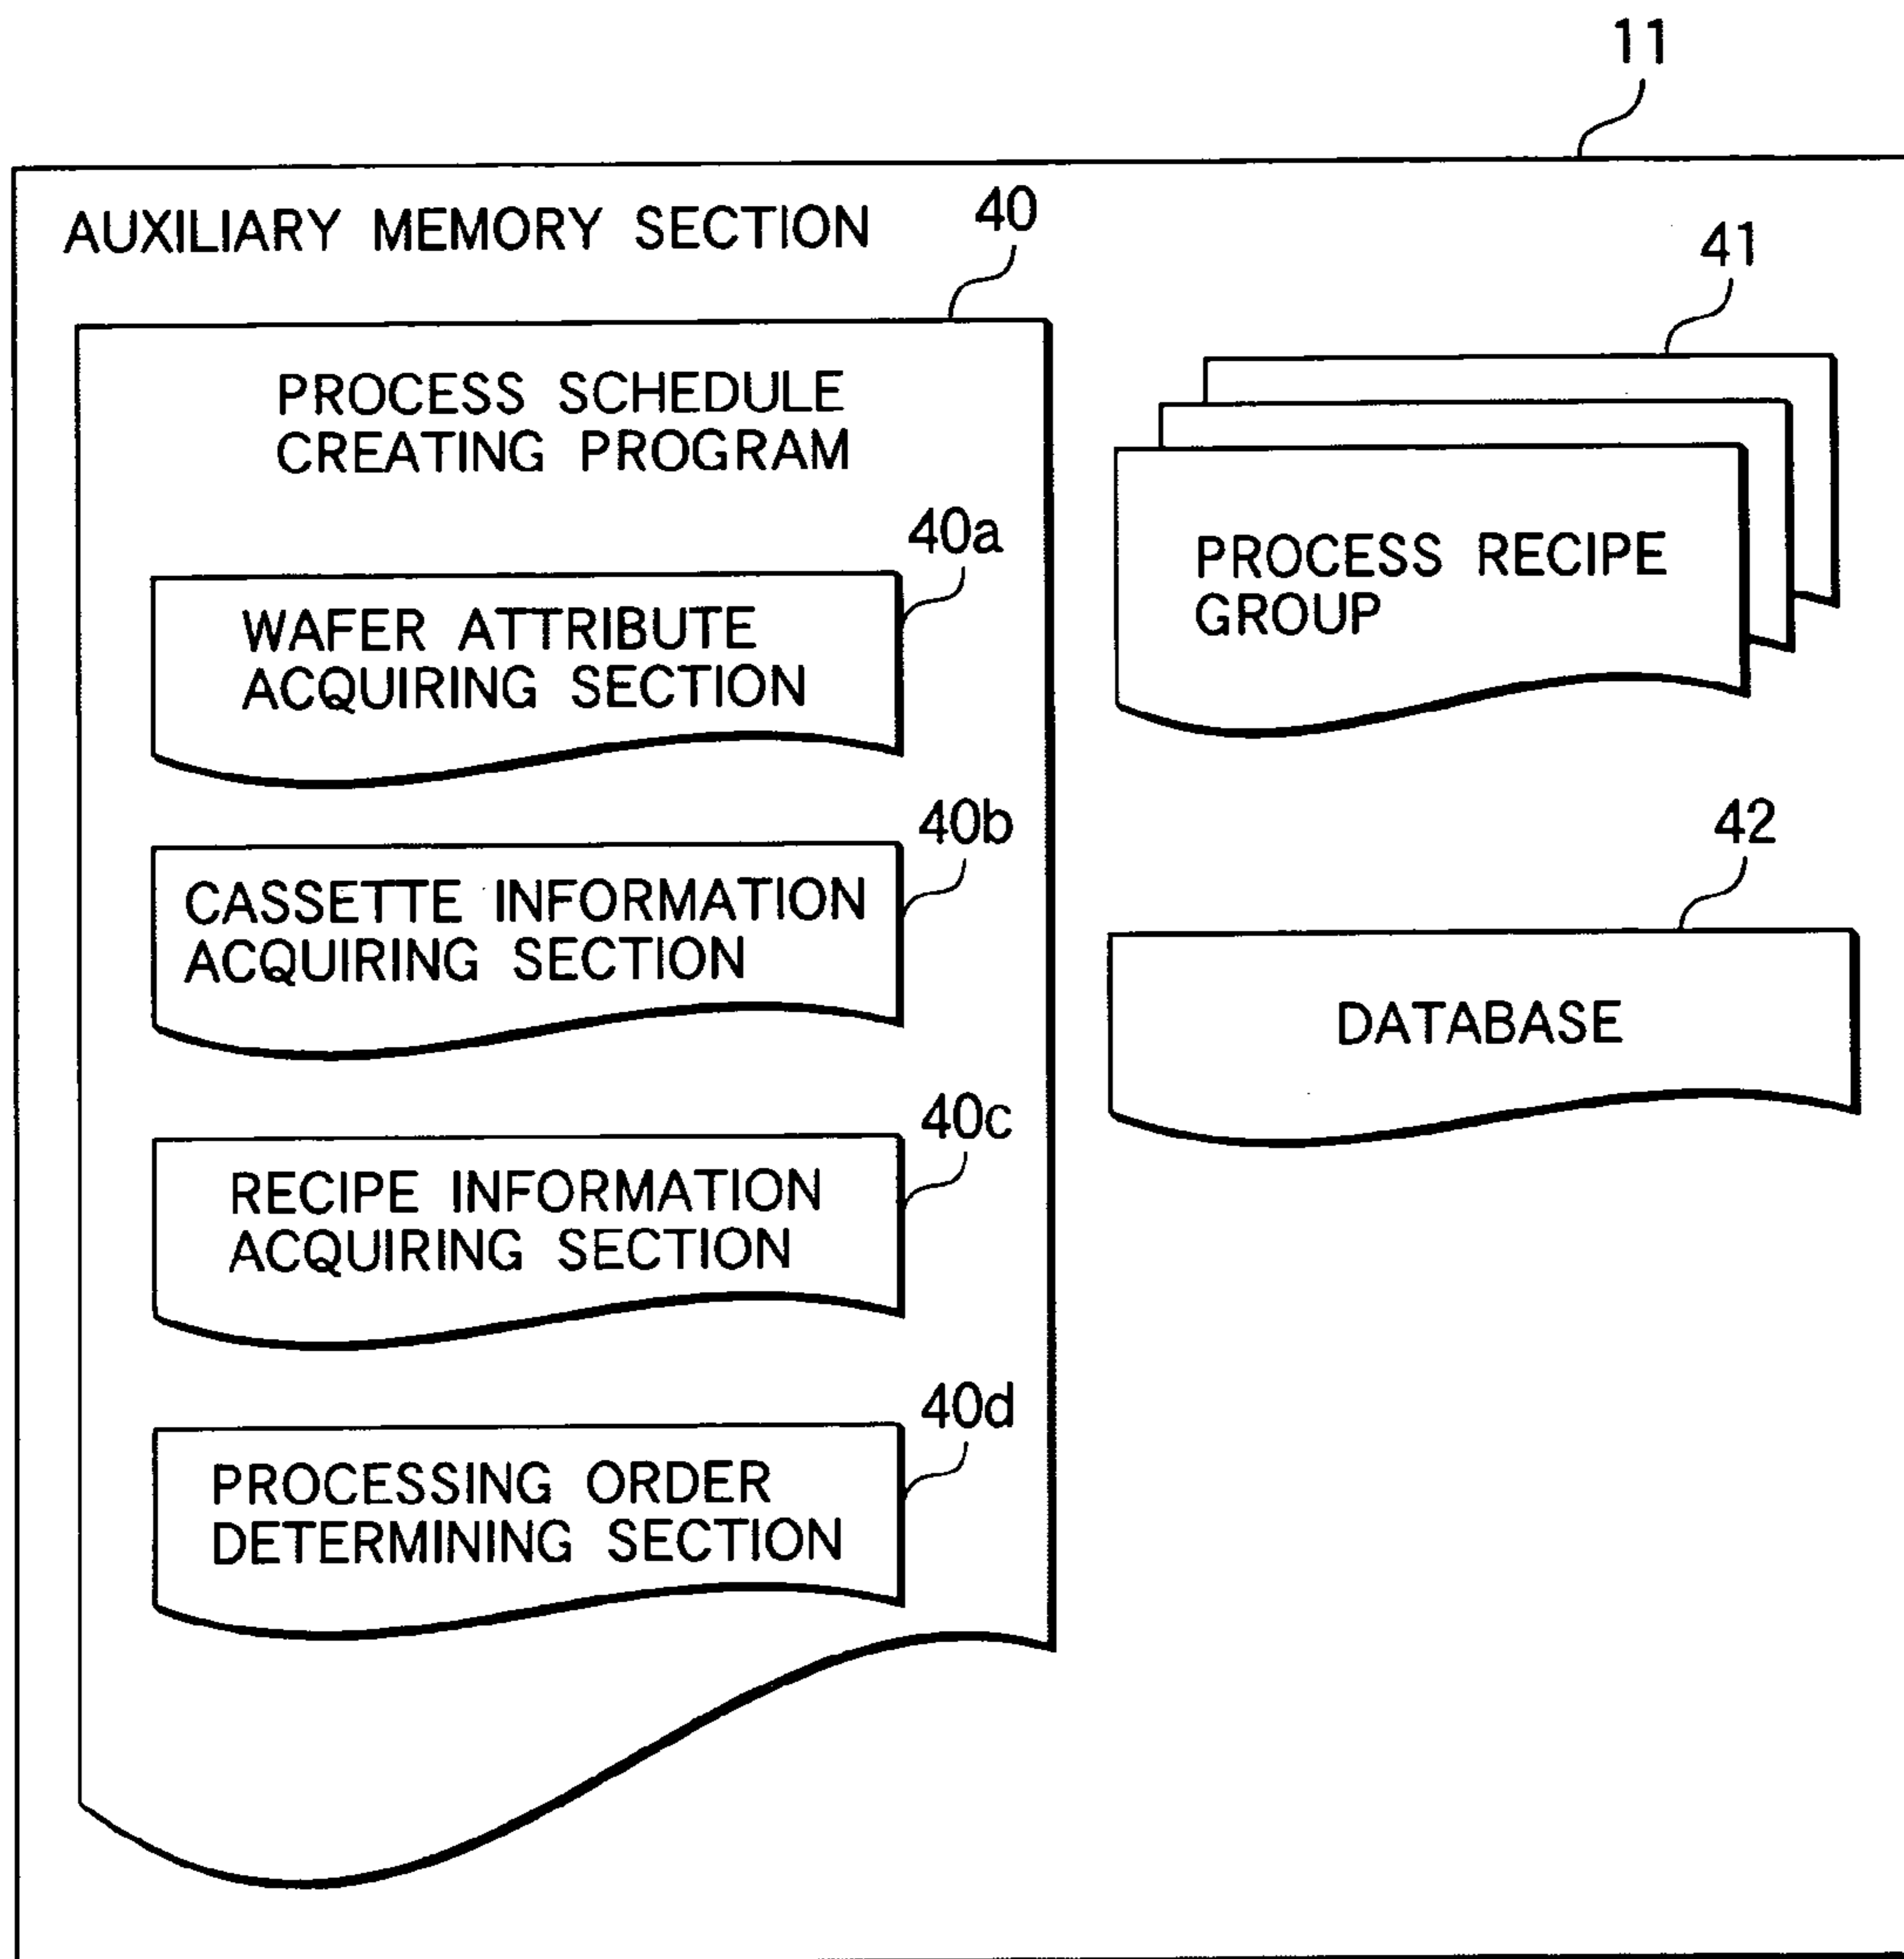 11
AUXILIARY MEMORY SECTION
40
PROCESS SCHEDULE
CREATING PROGRAM
40a
WAFER ATTRIBUTE
ACQUIRING SECTION
40b
CASSETTE INFORMATION
ACQUIRING SECTION
40c
RECIPE INFORMATION
ACQUIRING SECTION
40d
PROCESSING ORDER
DETERMINING SECTION
41
PROCESS RECIPE
GROUP
42
DATABASE